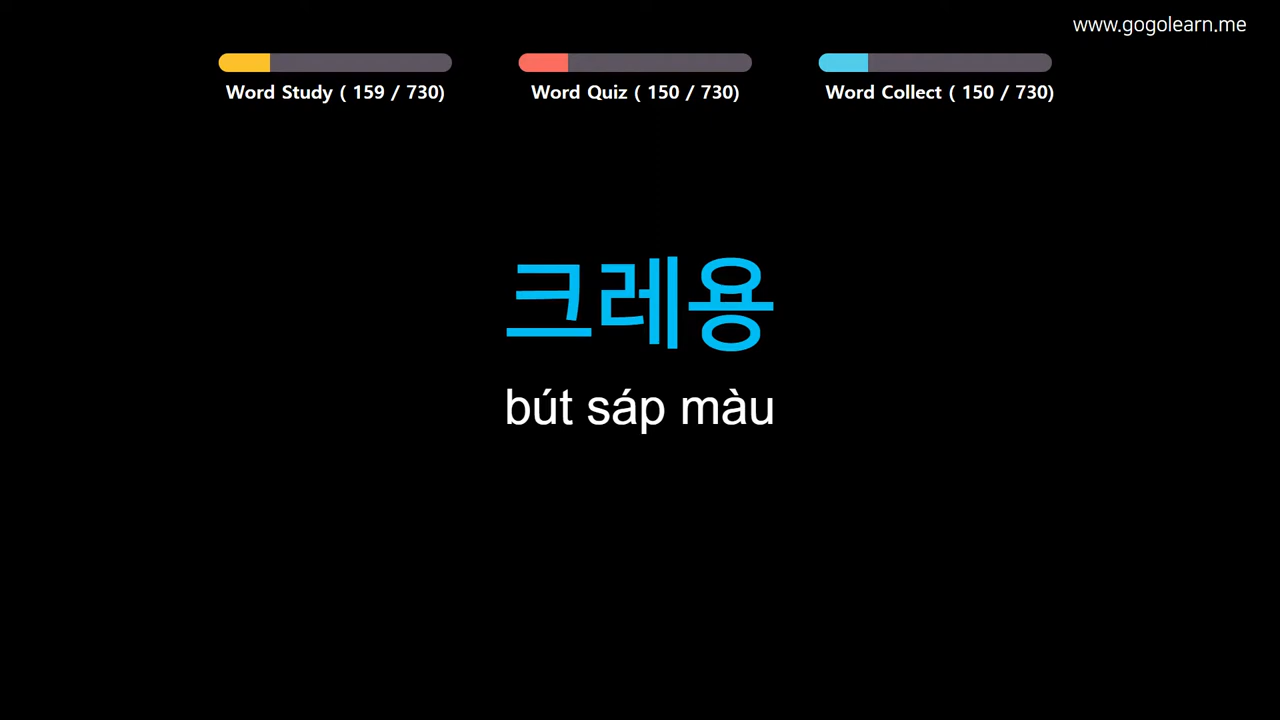 www.gogolearn.me
Word Study ( 159 / 730)
Word Quiz ( 150 / 730)
Word Collect ( 150 / 730)
크레용
bút sáp màu